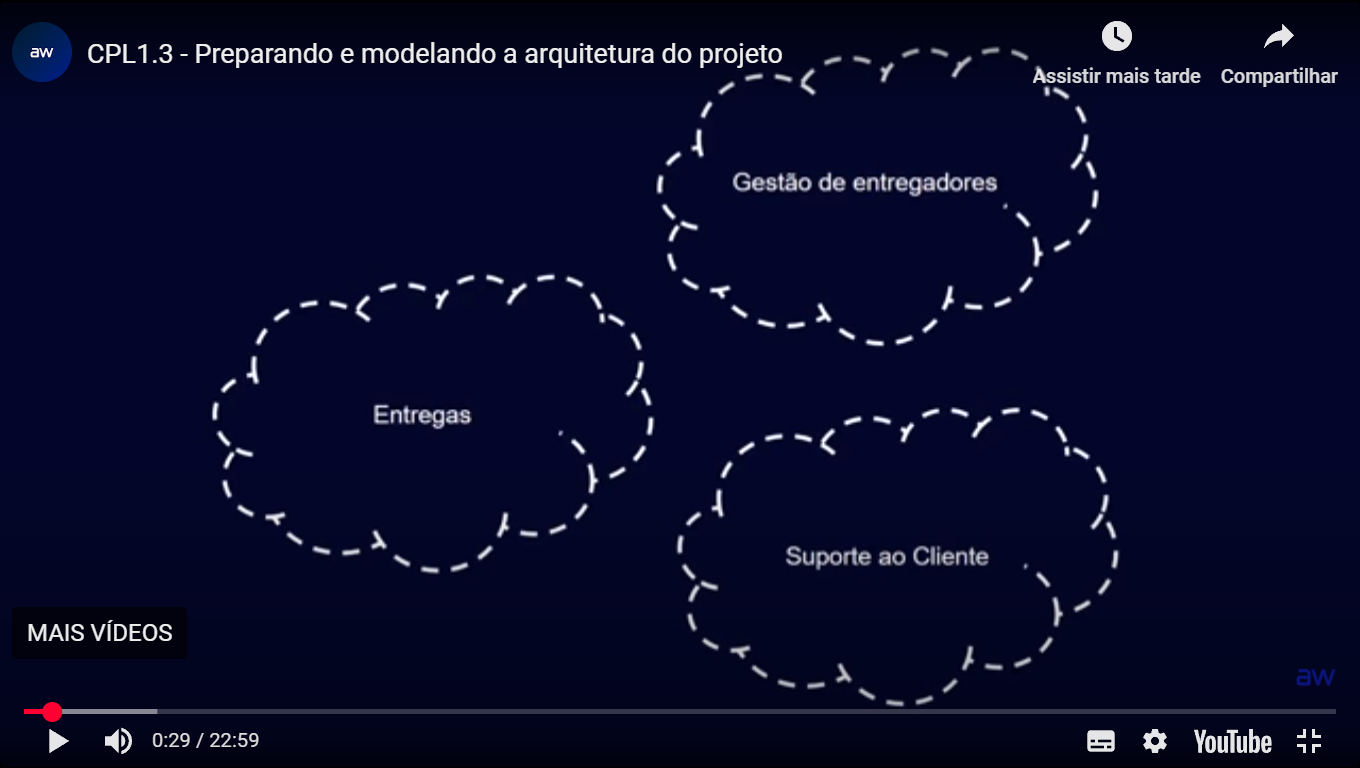 aw
CPL1.3 - Preparando e modelando a arquitetura do projeto
Assistir mais tarde
Compartilhar
Gestão de entregadores
Entregas
Suporte ao Cliente
MAIS VÍDEOS
aw
0:29 / 22:59
YouTube